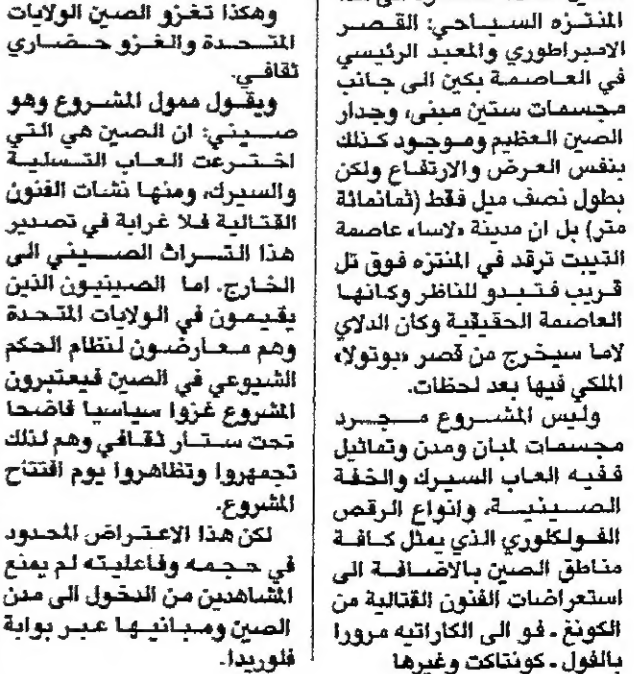 المنتزه السياحي: القصر
الامبراطوري والمعبد الرئيسي
في العاصمة بكين الى جانب
مجسمات ستين مبنى، وجدار
الصين العظيم وموجود كذلك
بنفس العرض والارتفاع ولكن
بطول نصف ميل فقط (ثمانمائة
متر) بل ان مدينة «لاسا» عاصمة
التيبت ترقد في المنتزه فوق تل
قريب فتبدو للناظر وكانها
العاصمة الحقيقية وكأن الدلاي
لاما سيخرج من قصر «بوتولا»
الملكي فيها بعد لحظات.
وليس المشروع مجرد
مجسمات لمبان ومدن وتماثيل
ففيه العاب السيرك والخفة
الصينية، وانواع الرقص
الفولكلوري الذي يمثل كافة
مناطق الصين بالاضافة الى
استعراضات الفنون القتالية من
الكونغ ـ فو الى الكاراتيه مرورا
بالفول ـ كونتاكت وغيرها
وهكذا تغزو الصين الولايات
المتحدة والغزو حضاري
ثقافي.
ويقول ممول المشروع وهو
صيني: ان الصين هي التي
اخترعت العاب التسلية
والسيرك، ومنها نشات الفنون
القتالية فلا غرابة في تصدير
هذا التراث الصيني الى
الخارج. اما الصينيون الذين
يقيمون في الولايات المتحدة
وهم معارضون لنظام الحكم
الشيوعي في الصين فيعتبرون
المشروع غزوا سياسيا فاضحا
تحت ستار ثقافي وهم لذلك
تجمهروا وتظاهروا يوم افتتاح
المشروع.
لكن هذا الاعتراض المحدود
في حجمه وفاعليته لم يمنع
المشاهدين من الدخول الى مدن
الصين ومبانيها عبر بوابة
فلوريدا.